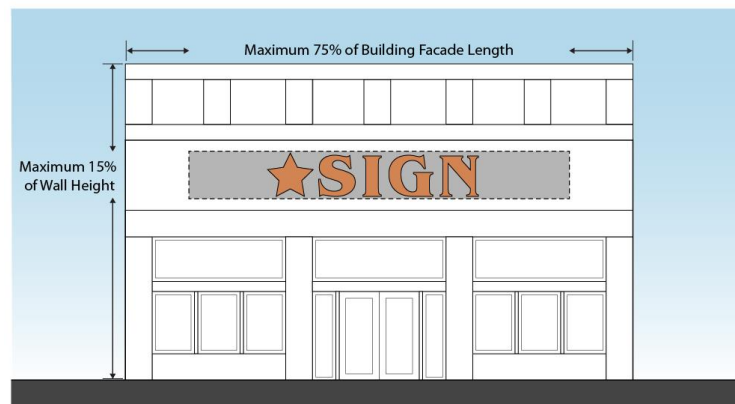 Maximum 75% of Building Facade Length
Maximum 15%
of Wall Height
SIGN